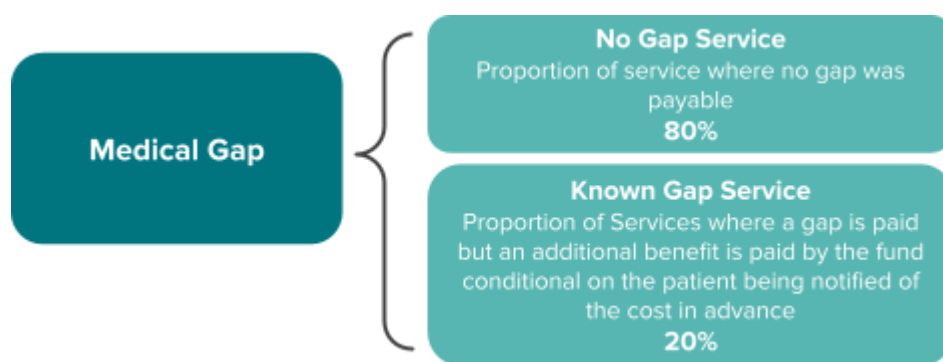 Medical Gap
No Gap Service
Proportion of service where no gap was
payable
80%
Known Gap Service
Proportion of Services where a gap is paid
but an additional benefit is paid by the fund
conditional on the patient being notified of
the cost in advance
20%